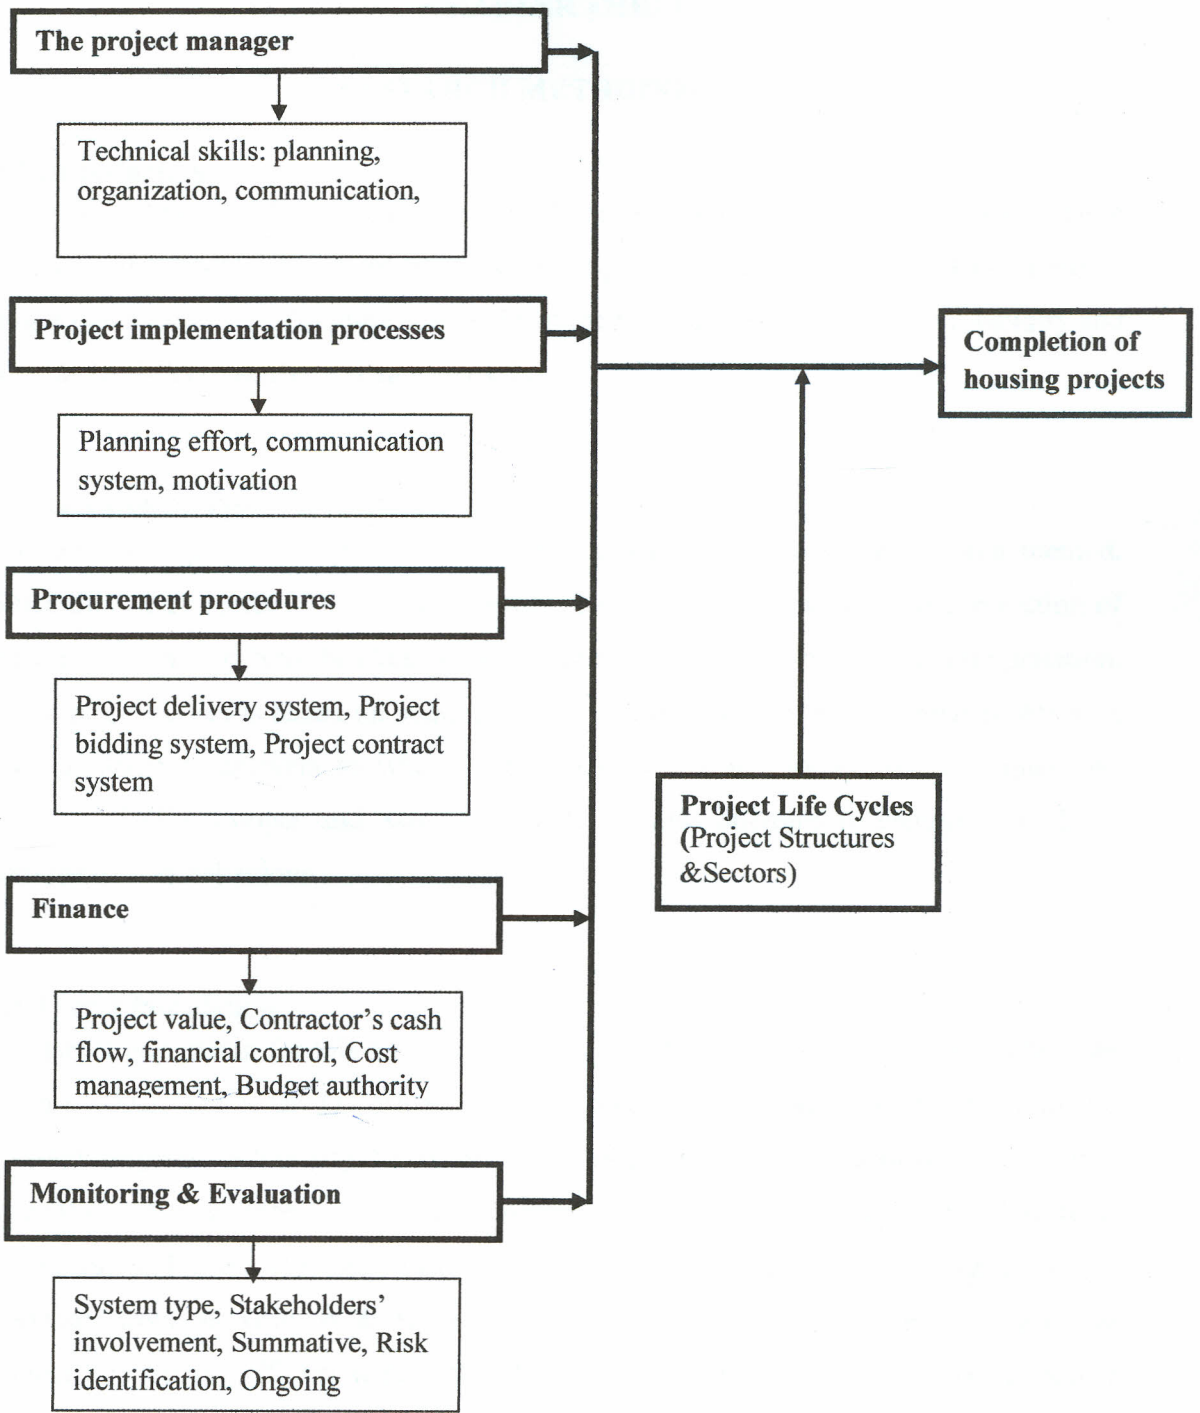 The project manager
Technical skills: planning,
organization, communication,
Project implementation processes
Planning effort, communication
system, motivation
Procurement procedures
Project delivery system, Project
bidding system, Project contract
system
Finance
Project value, Contractor's cash
flow, financial control, Cost
management, Budget authority
Monitoring & Evaluation
System type, Stakeholders'
involvement, Summative, Risk
identification, Ongoing
Completion of
housing projects
Project Life Cycles
(Project Structures
&Sectors)